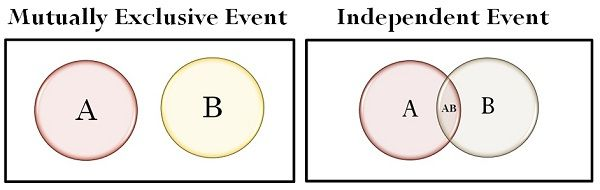 Mutually Exclusive Event
Independent Event
A
B
A
AB
B